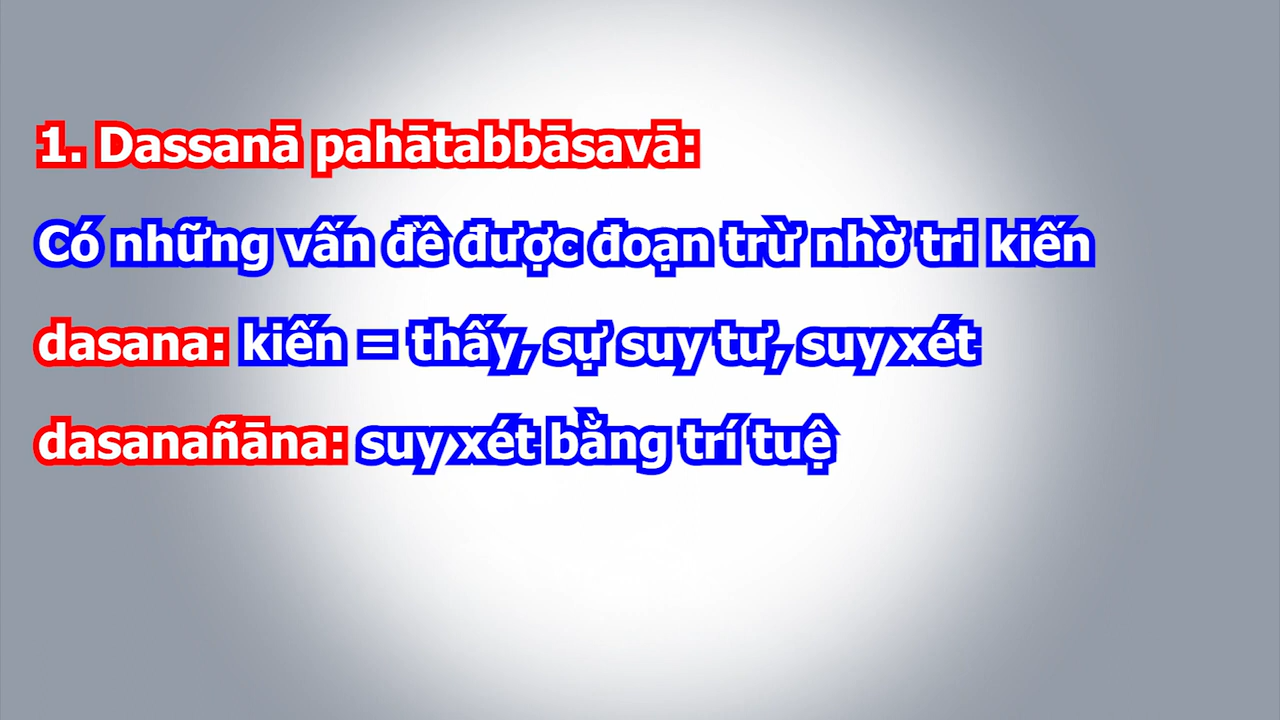 1. Dassanā pahātabbāsavā:
Có những vấn đề được đoạn trừ nhờ tri kiến
dasana: kiến = thấy, sự suy tư, suy xét
dasanañāna: suy xét bằng trí tuệ